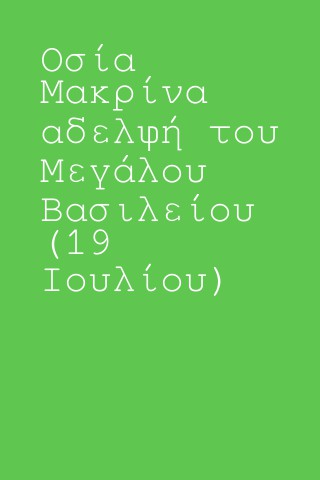 Οσία
Μακρίνα
αδελφή του
Μεγάλου
Βασιλείου
(19
Ιουλίου)